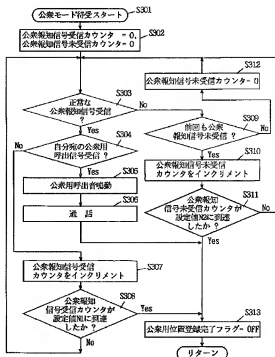 公衆モード待受スタート
S301
公衆報知信号受信カウンタ = 0,
公衆報知信号未受信カウンタ= 0
S302
S312
公衆報知信号未受信カウンタ= 0
S303
正常な
公衆報知信号受信
?
No
Yes
S304
自分宛の公衆用
呼出信号受信 ?
No
Yes
S309
前回も公衆
報知信号未受信 ?
No
Yes
S305
公衆用呼出音鳴動
S306
通 話
S310
公衆報知信号未受信
カウンタをインクリメント
S311
公衆報知
信号未受信カウンタが
設定値N2に到達
したか ?
No
Yes
S307
公衆報知信号受信
カウンタをインクリメント
S308
公衆報知
信号受信カウンタが
設定値N1に到達
したか ?
Yes
No
S313
公衆用位置登録完了フラグ= OFF
リターン